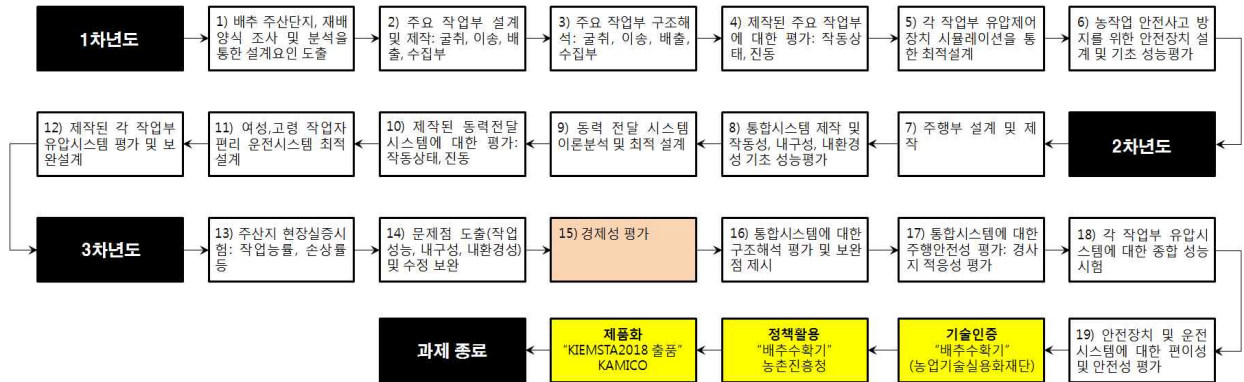 1차년도
1) 배추 주산단지, 재배
양식 조사 및 분석을
통한 설계요인 도출
2) 주요 작업부 설계
및 제작: 굴취, 이송, 배
출, 수집부
3) 주요 작업부 구조해
석: 굴취, 이송, 배출,
수집부
4) 제작된 주요 작업부
에 대한 평가: 작동상
태, 진동
5) 각 작업부 유압제어
장치 시뮬레이션을 통
한 최적설계
6) 농작업 안전사고 방
지를 위한 안전장치 설
계 및 기초 성능평가
2차년도
7) 주행부 설계 및 제
작
8) 통합시스템 제작 및
작동성, 내구성, 내환경
성 기초 성능평가
9) 동력 전달 시스템
이론분석 및 최적 설계
10) 제작된 동력전달
시스템에 대한 평가:
작동상태, 진동
11) 여성,고령 작업자
편리 운전시스템 최적
설계
12) 제작된 각 작업부
유압시스템 평가 및 보
완설계
3차년도
13) 주산지 현장실증시
험: 작업능률, 손상률
등
14) 문제점 도출(작업
성능, 내구성, 내환경성)
및 수정 보완
15) 경제성 평가
16) 통합시스템에 대한
구조해석 평가 및 보완
점 제시
17) 통합시스템에 대한
주행안전성 평가: 경사
지 적응성 평가
18) 각 작업부 유압시
스템에 대한 종합 성능
시험
19) 안전장치 및 운전
시스템에 대한 편이성
및 안전성 평가
기술인증
"배추수확기"
(농업기술실용화재단)
정책활용
"배추수확기"
농촌진흥청
제품화
"KIEMSTA2018 출품"
KAMICO
과제 종료